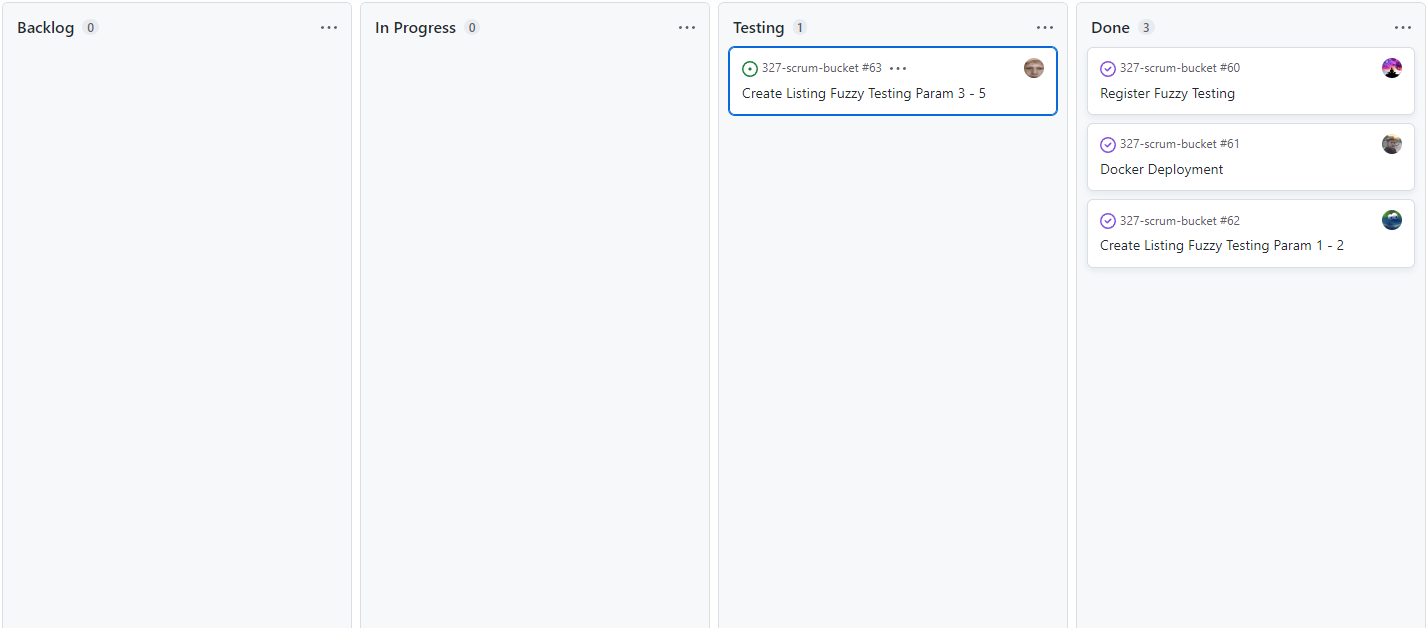 Backlog 0
In Progress 0
Testing 1
327-scrum-bucket #63
Create Listing Fuzzy Testing Param 3 - 5
Done 3
327-scrum-bucket #60
Register Fuzzy Testing
327-scrum-bucket #61
Docker Deployment
327-scrum-bucket #62
Create Listing Fuzzy Testing Param 1 - 2